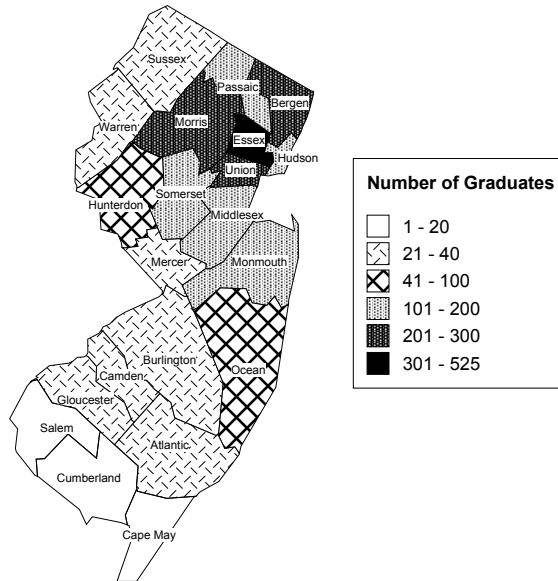 Sussex
Passaic
Bergen
Warren
Morris
Essex
Hudson
Union
Hunterdon
Somerset
Middlesex
Mercer
Monmouth
Burlington
Ocean
Camden
Gloucester
Salem
Atlantic
Cumberland
Cape May
Number of Graduates
1 - 20
21 - 40
41 - 100
101 - 200
201 - 300
301 - 525